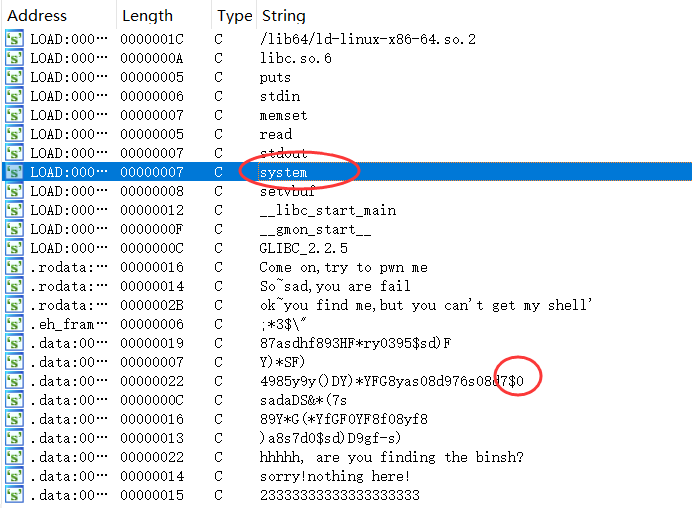 Address Length Type String
LOAD:000… 0000001C C /lib64/ld-linux-x86-64.so.2
LOAD:000… 0000000A C libc.so.6
LOAD:000… 00000005 C puts
LOAD:000… 00000006 C stdin
LOAD:000… 00000007 C memset
LOAD:000… 00000005 C read
LOAD:000… 00000007 C stdout
LOAD:000… 00000007 C system
LOAD:000… 00000008 C setvbuf
LOAD:000… 00000012 C __libc_start_main
LOAD:000… 0000000F C __gmon_start__
LOAD:000… 0000000C C GLIBC_2.2.5
.rodata:… 00000016 C Come on,try to pwn me
.rodata:… 00000014 C So~sad,you are fail
.rodata:… 0000002B C ok~you find me,but you can't get my shell'
.eh_fram… 00000006 C ;*3$\"
.data:00… 00000019 C 87asdhf893HF*ry0395$sd)F
.data:00… 00000007 C Y)*SF)
.data:00… 00000022 C 4985y9y()DY)*YFG8yas08d976s08d7$0
.data:00… 0000000C C sadaDS&*(7s
.data:00… 00000016 C 89Y*G(*YfGF0YF8f08yf8
.data:00… 00000013 C )a8s7d0$sd)D9gf-s)
.data:00… 00000022 C hhhhh, are you finding the binsh?
.data:00… 00000014 C sorry!nothing here!
.data:00… 00000015 C 23333333333333333333